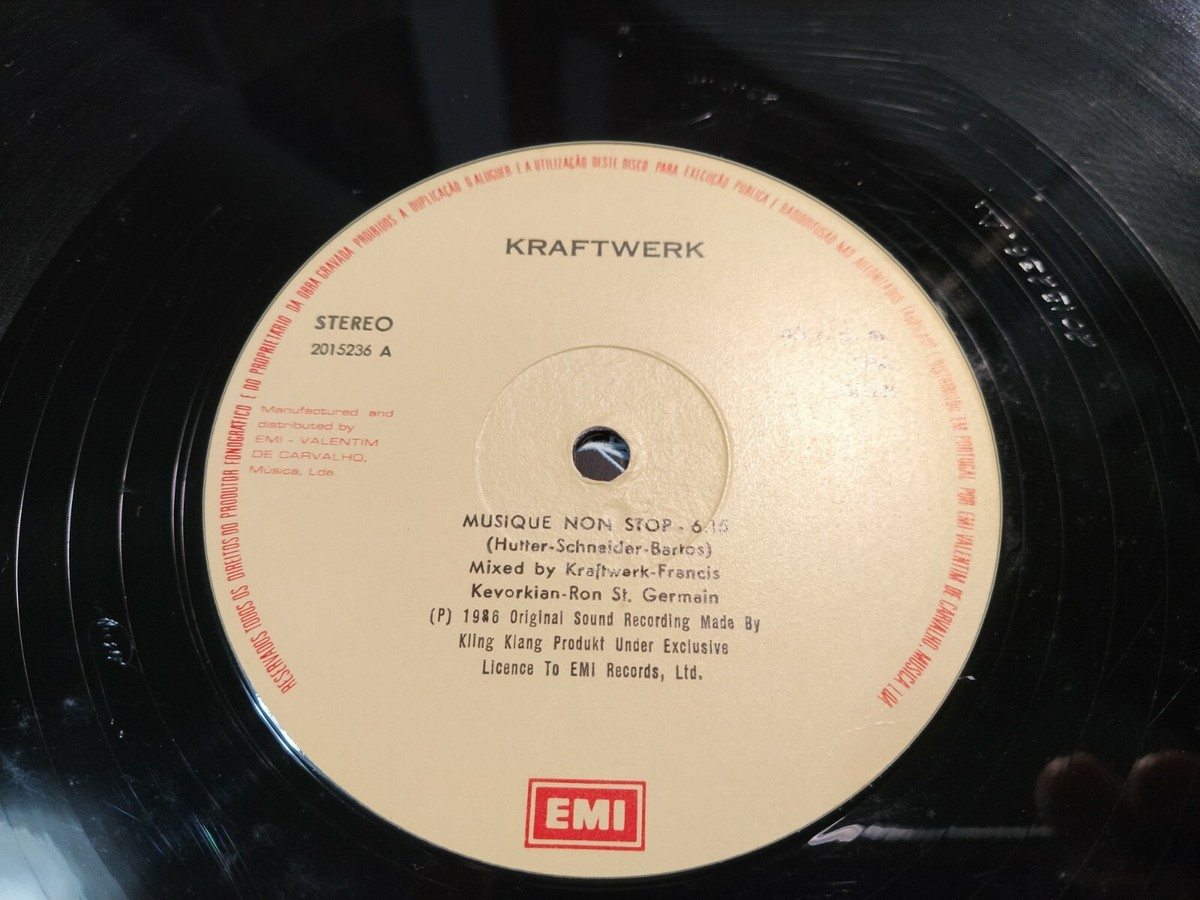 RESERVADOS TODOS OS DIREITOS DO PRODUTOR FONOGRÁFICO E DO PROPRIETÁRIO DA OBRA GRAVADA PROIBIDOS A DUPLICAÇÃO O ALUGUER E A UTILIZAÇÃO DESTE DISCO PARA EXECUÇÃO PÚBLICA E RADIODIFUSÃO NÃO AUTORIZADOS EM PORTUGAL POR EMI VALENTIM DE CARVALHO, MÚSICA LDA
KRAFTWERK
STEREO
2015236 A
Manufactured and
distributed by
EMI - VALENTIM
DE CARVALHO,
Música, Lda.
MUSIQUE NON STOP - 6.15
(Hutter-Schneider-Bartos)
Mixed by Kraftwerk-Francis
Kevorkian-Ron St. Germain
(P) 1986 Original Sound Recording Made By
Kling Klang Produkt Under Exclusive
Licence To EMI Records, Ltd.
EMI